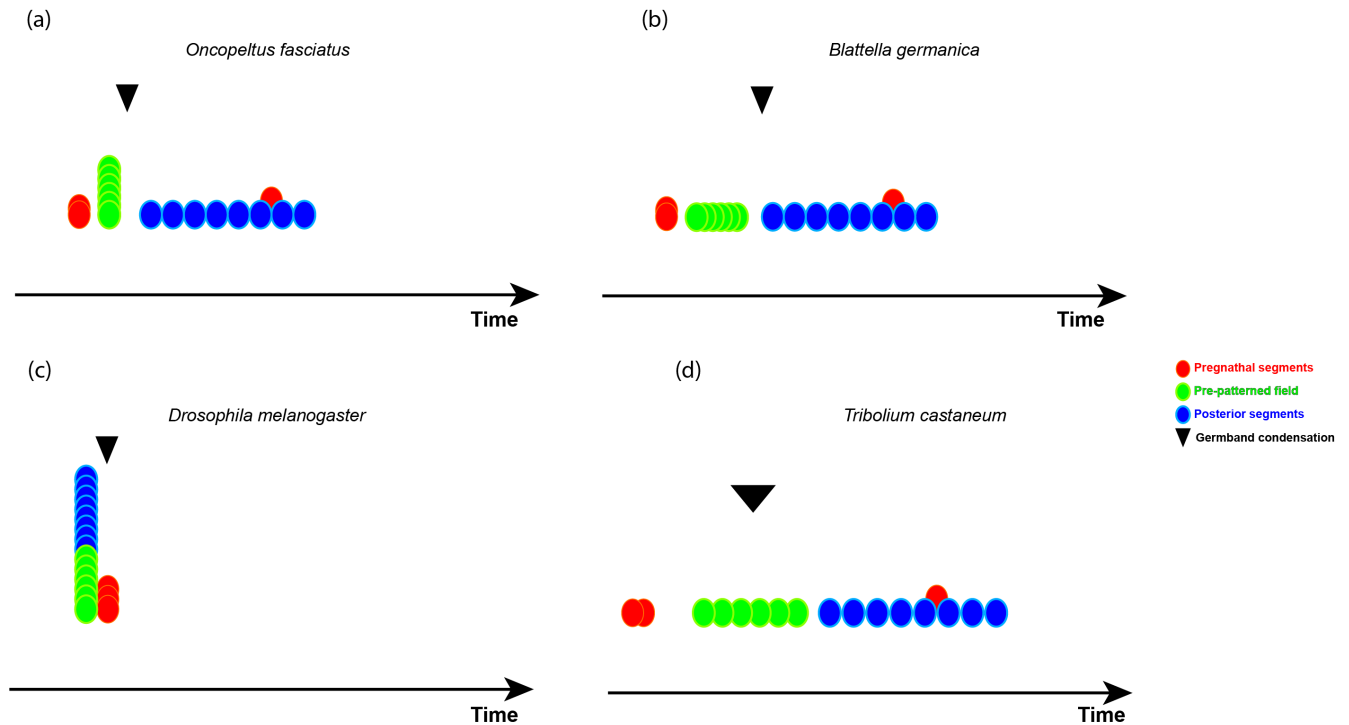 (a)
Oncopeltus fasciatus
Time
(b)
Blattella germanica
Time
(c)
Drosophila melanogaster
Time
(d)
Tribolium castaneum
Time
Pregnathal segments
Pre-patterned field
Posterior segments
Germband condensation